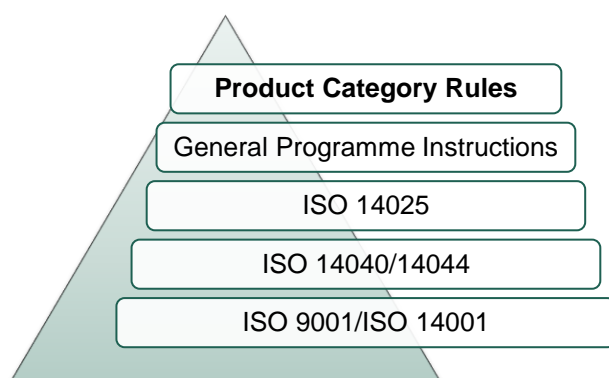 Product Category Rules
General Programme Instructions
ISO 14025
ISO 14040/14044
ISO 9001/ISO 14001